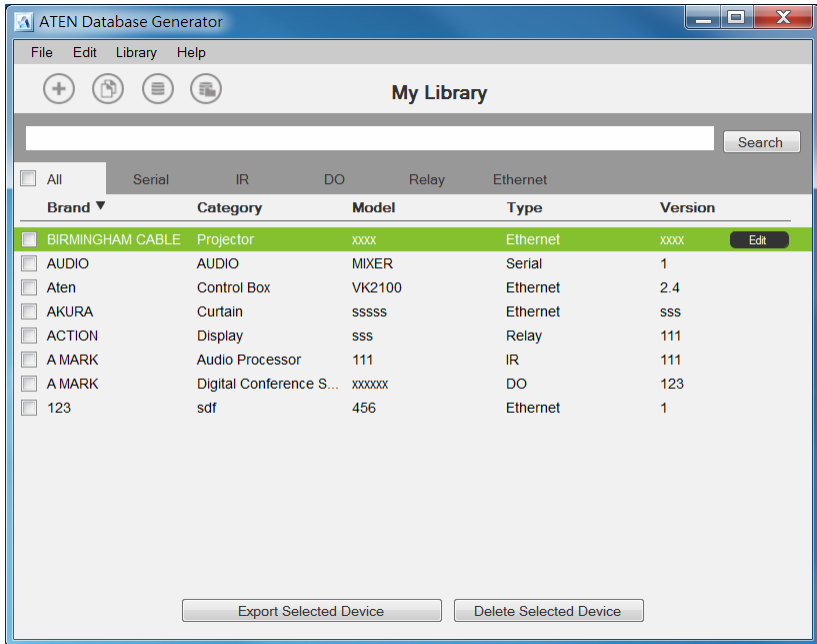 ATEN Database Generator
File Edit Library Help
My Library
Search
All Serial IR DO Relay Ethernet
Brand ▼ Category Model Type Version
BIRMINGHAM CABLE Projector xxxx Ethernet xxxx Edit
AUDIO AUDIO MIXER Serial 1
Aten Control Box VK2100 Ethernet 2.4
AKURA Curtain sssss Ethernet sss
ACTION Display sss Relay 111
A MARK Audio Processor 111 IR 111
A MARK Digital Conference S... xxxxxx DO 123
123 sdf 456 Ethernet 1
Export Selected Device Delete Selected Device